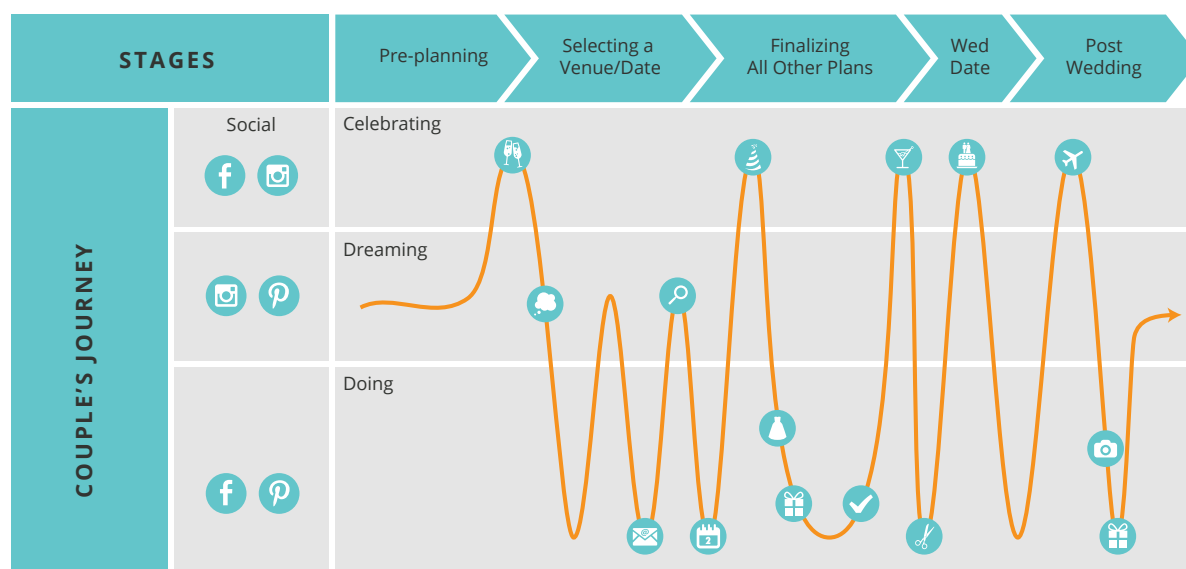 STAGES
Pre-planning
Selecting a
Venue/Date
Finalizing
All Other Plans
Wed
Date
Post
Wedding
COUPLE'S JOURNEY
Social
Celebrating
Dreaming
Doing
@
2